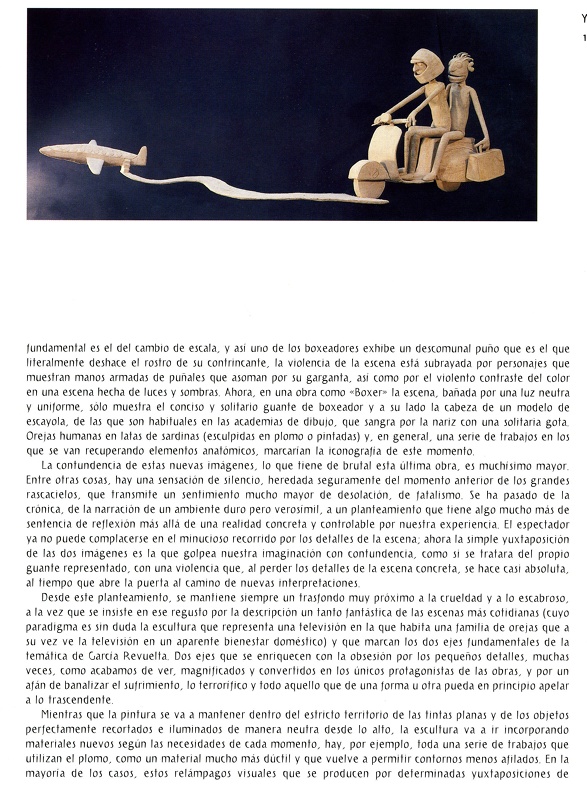 Y
1
fundamental es el del cambio de escala, y así uno de los boxeadores exhibe un descomunal puño que es el que
literalmente deshace el rostro de su contrincante, la violencia de la escena está subrayada por personajes que
muestran manos armadas de puñales que asoman por su garganta, así como por el violento contraste del color
en una escena hecha de luces y sombras. Ahora, en una obra como «Boxer» la escena, bañada por una luz neutra
y uniforme, sólo muestra el conciso y solitario guante de boxeador y a su lado la cabeza de un modelo de
escayola, de las que son habituales en las academias de dibujo, que sangra por la nariz con una solitaria gota.
Orejas humanas en latas de sardinas (esculpidas en plomo o pintadas) y, en general, una serie de trabajos en los
que se van recuperando elementos anatómicos, marcarían la iconografía de este momento.
La contundencia de estas nuevas imágenes, lo que tiene de brutal esta última obra, es muchísimo mayor.
Entre otras cosas, hay una sensación de silencio, heredada seguramente del momento anterior de los grandes
rascacielos, que transmite un sentimiento mucho mayor de desolación, de fatalismo. Se ha pasado de la
crónica, de la narración de un ambiente duro pero verosímil, a un planteamiento que tiene algo mucho más de
sentencia de reflexión más allá de una realidad concreta y controlable por nuestra experiencia. El espectador
ya no puede complacerse en el minucioso recorrido por los detalles de la escena; ahora la simple yuxtaposición
de las dos imágenes es la que golpea nuestra imaginación con contundencia, como si se tratara del propio
guante representado, con una violencia que, al perder los detalles de la escena concreta, se hace casi absoluta,
al tiempo que abre la puerta al camino de nuevas interpretaciones.
Desde este planteamiento, se mantiene siempre un trasfondo muy próximo a la crueldad y a lo escabroso,
a la vez que se insiste en ese regusto por la descripción un tanto fantástica de las escenas más cotidianas (cuyo
paradigma es sin duda la escultura que representa una televisión en la que habita una familia de orejas que a
su vez ve la televisión en un aparente bienestar doméstico) y que marcan los dos ejes fundamentales de la
temática de García Revuelta. Dos ejes que se enriquecen con la obsesión por los pequeños detalles, muchas
veces, como acabamos de ver, magnificados y convertidos en los únicos protagonistas de las obras, y por un
afán de banalizar el sufrimiento, lo terrorífico y todo aquello que de una forma u otra pueda en principio apelar
a lo trascendente.
Mientras que la pintura se va a mantener dentro del estricto territorio de las tintas planas y de los objetos
perfectamente recortados e iluminados de manera neutra desde lo alto, la escultura va a ir incorporando
materiales nuevos según las necesidades de cada momento, hay, por ejemplo, toda una serie de trabajos que
utilizan el plomo, como un material mucho más dúctil y que vuelve a permitir contornos menos afilados. En la
mayoría de los casos, estos relámpagos visuales que se producen por determinadas yuxtaposiciones de